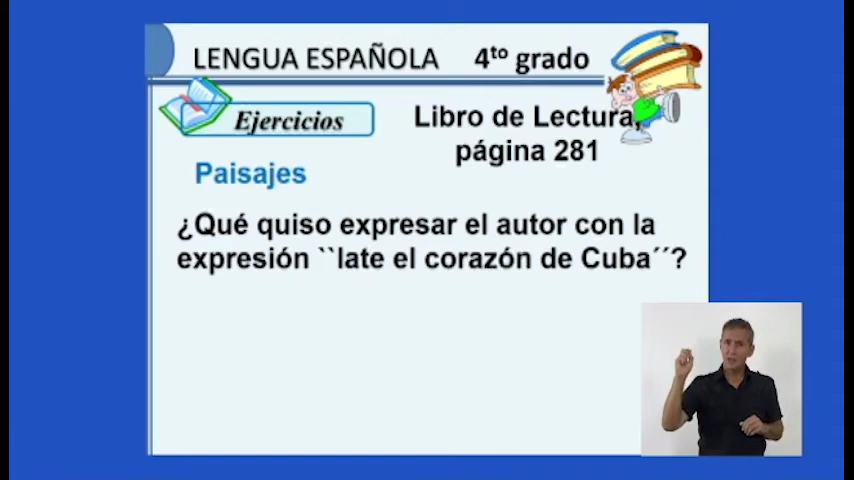 LENGUA ESPAÑOLA 4to grado
Ejercicios
Libro de Lectura,
página 281
Paisajes
¿Qué quiso expresar el autor con la
expresión ``late el corazón de Cuba´´?